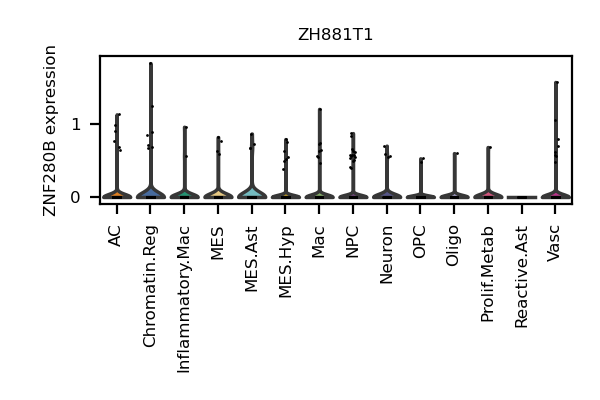 ZH881T1
ZNF280B expression
1
0
AC
Chromatin.Reg
Inflammatory.Mac
MES
MES.Ast
MES.Hyp
Mac
NPC
Neuron
OPC
Oligo
Prolif.Metab
Reactive.Ast
Vasc